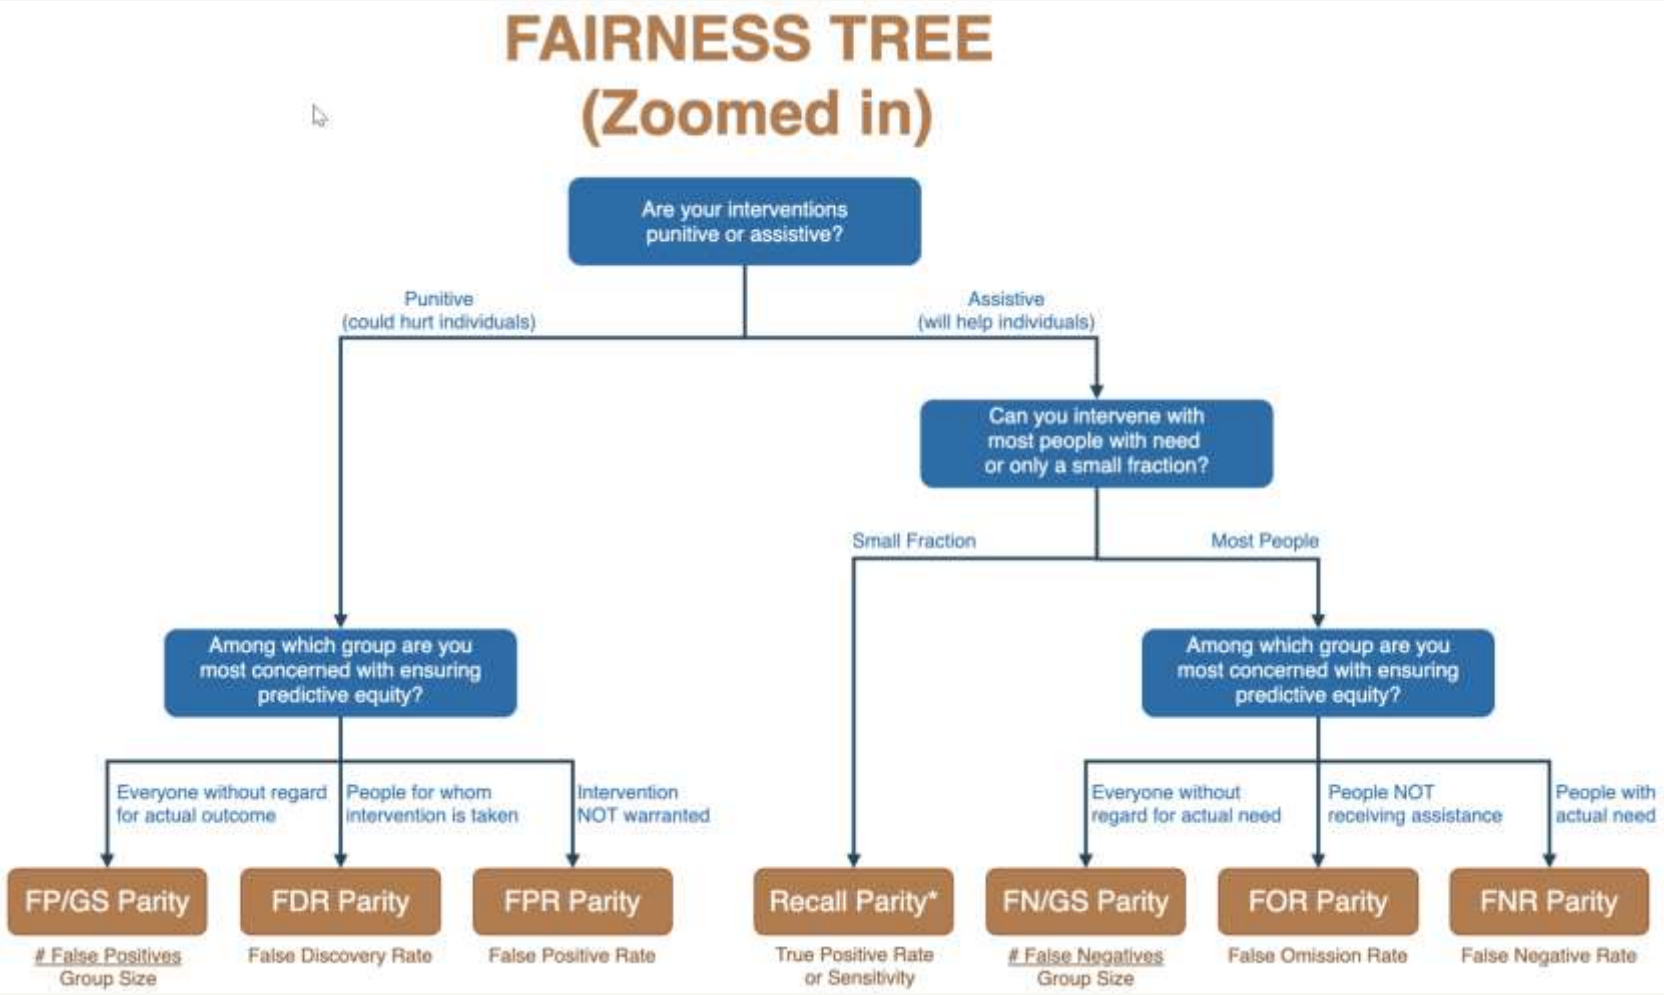 FAIRNESS TREE
(Zoomed in)
Are your interventions
punitive or assistive?
Punitive
(could hurt individuals)
Assistive
(will help individuals)
Can you intervene with
most people with need
or only a small fraction?
Small Fraction
Most People
Among which group are you
most concerned with ensuring
predictive equity?
Among which group are you
most concerned with ensuring
predictive equity?
Everyone without regard
for actual outcome
People for whom
intervention is taken
Intervention
NOT warranted
Everyone without
regard for actual need
People NOT
receiving assistance
People with
actual need
FP/GS Parity
FDR Parity
FPR Parity
Recall Parity*
FN/GS Parity
FOR Parity
FNR Parity
# False Positives
Group Size
False Discovery Rate
False Positive Rate
True Positive Rate
or Sensitivity
# False Negatives
Group Size
False Omission Rate
False Negative Rate